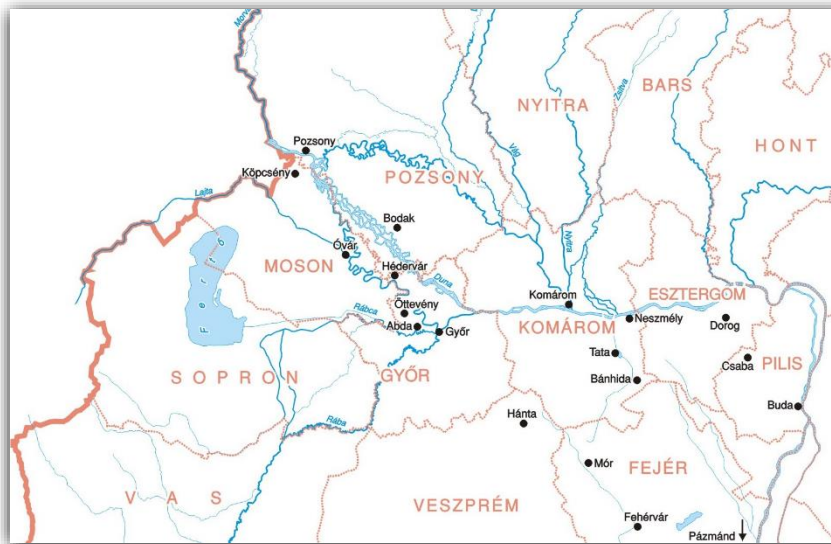 Morva
BARS
NYITRA
Zsitva
HONT
Pozsony
Vág
Köpcsény
POZSONY
Lajta
Bodak
Nyitra
Fertő
Óvár
MOSON
Hédervár
Duna
Komárom
ESZTERGOM
Rábca
Öttevény
Abda
Győr
KOMÁROM
Neszmély
Dorog
Tata
Csaba
PILIS
SOPRON
GYŐR
Bánhida
Buda
Rába
Hánta
Mór
FEJÉR
VAS
VESZPRÉM
Fehérvár
Pázmánd